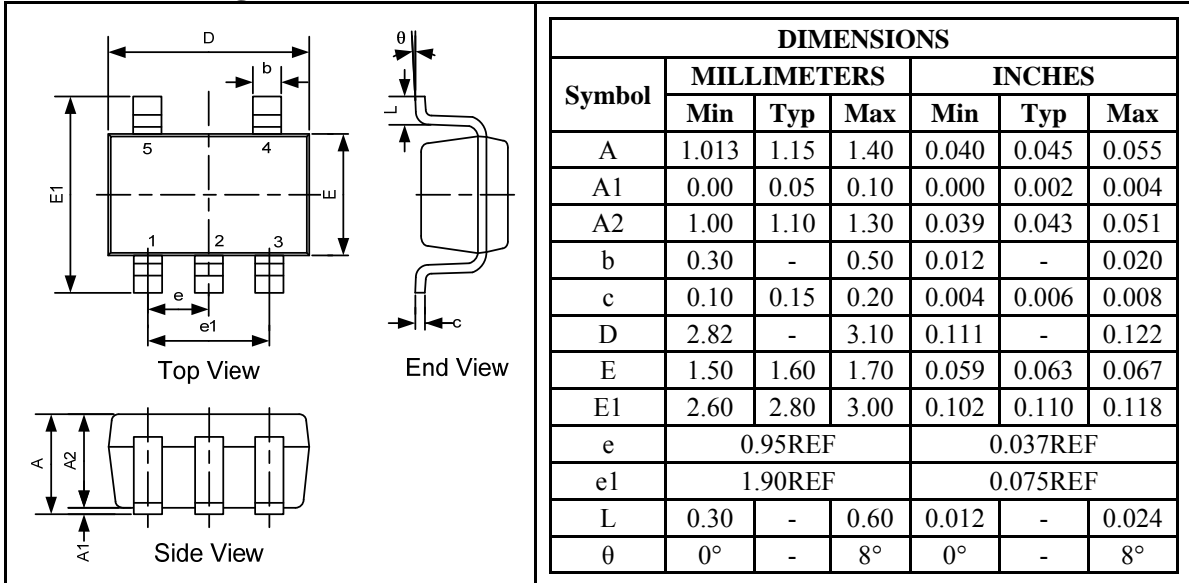 D
b
θ
L
E1
E
5 4
1 2 3
e
e1
c
Top View
End View
A
A2
A1
Side View
DIMENSIONS
Symbol MILLIMETERS INCHES
Min Typ Max Min Typ Max
A 1.013 1.15 1.40 0.040 0.045 0.055
A1 0.00 0.05 0.10 0.000 0.002 0.004
A2 1.00 1.10 1.30 0.039 0.043 0.051
b 0.30 - 0.50 0.012 - 0.020
c 0.10 0.15 0.20 0.004 0.006 0.008
D 2.82 - 3.10 0.111 - 0.122
E 1.50 1.60 1.70 0.059 0.063 0.067
E1 2.60 2.80 3.00 0.102 0.110 0.118
e 0.95REF 0.037REF
e1 1.90REF 0.075REF
L 0.30 - 0.60 0.012 - 0.024
θ 0° - 8° 0° - 8°